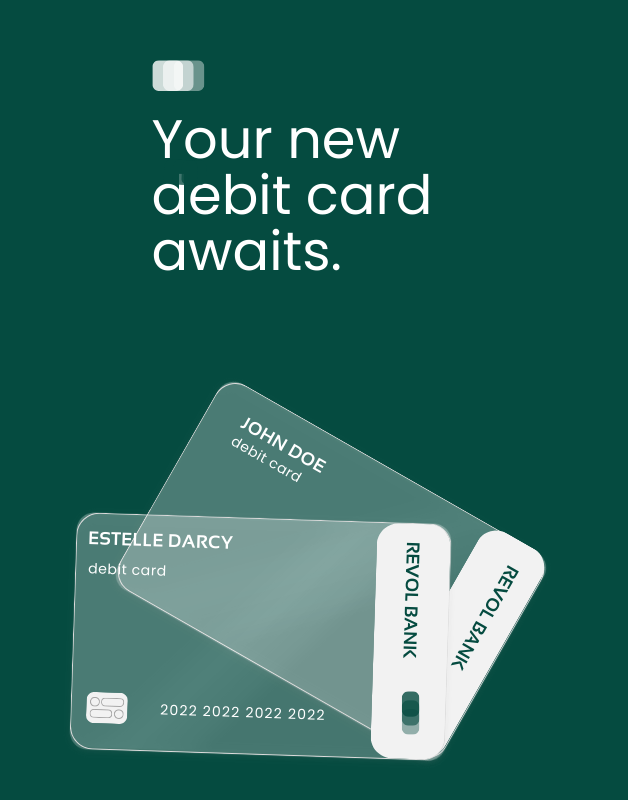 Your new
debit card
awaits.
JOHN DOE
debit card
ESTELLE DARCY
debit card
2022 2022 2022 2022
REVOL BANK
REVOL BANK